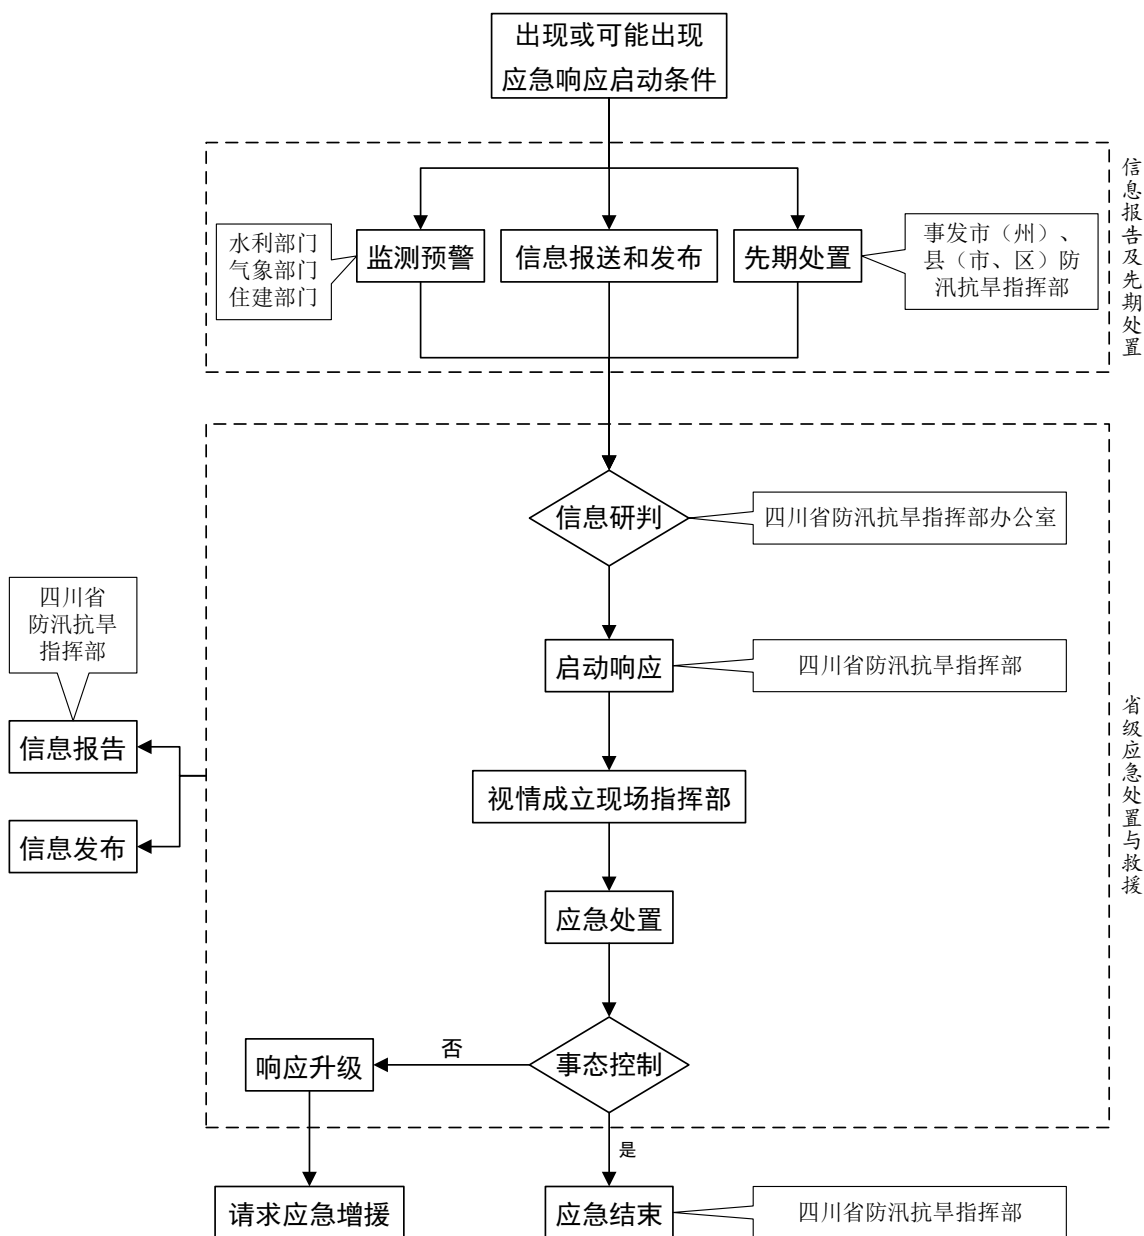 出现或可能出现
应急响应启动条件
信息报告及先期处置
水利部门
气象部门
住建部门
监测预警
信息报送和发布
先期处置
事发市（州）、
县（市、区）防
汛抗旱指挥部
信息研判
四川省防汛抗旱指挥部办公室
四川省
防汛抗旱
指挥部
启动响应
四川省防汛抗旱指挥部
省级应急处置与救援
信息报告
视情成立现场指挥部
信息发布
应急处置
响应升级
否
事态控制
是
请求应急增援
应急结束
四川省防汛抗旱指挥部